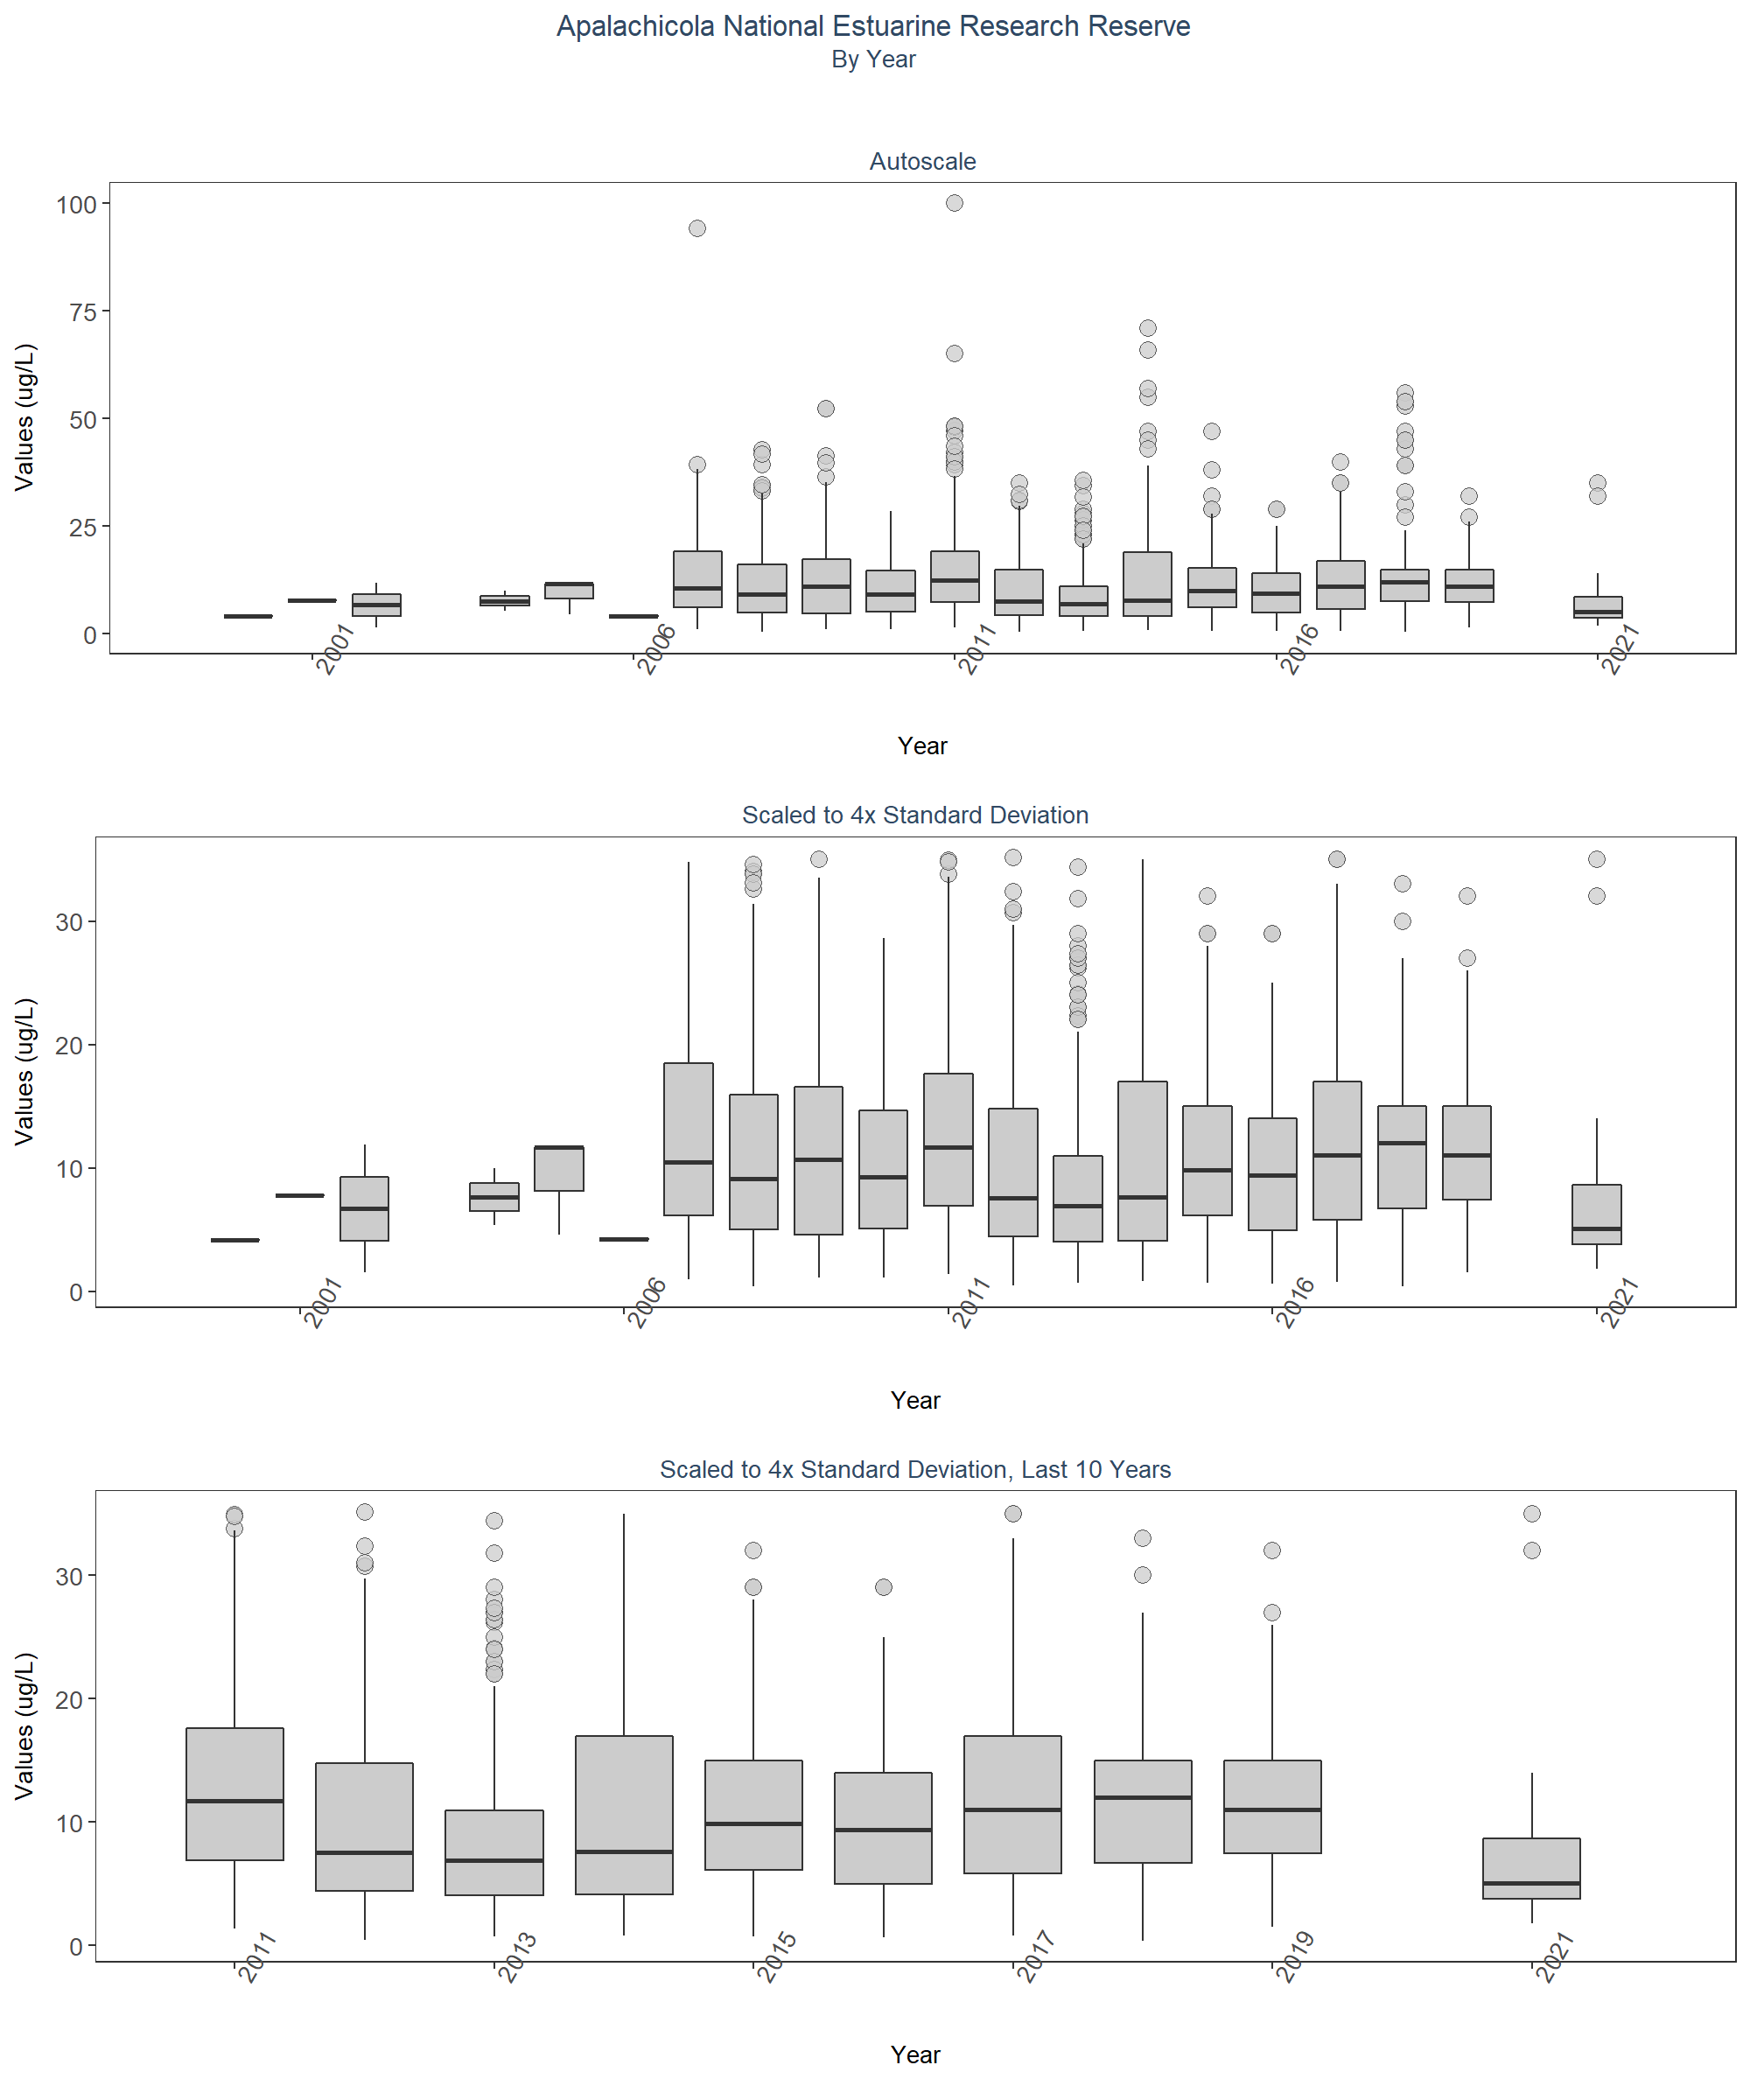 Apalachicola National Estuarine Research Reserve
By Year
Autoscale
Values (ug/L)
100
75
50
25
0
2001
2006
2011
2016
2021
Year
Scaled to 4x Standard Deviation
Values (ug/L)
30
20
10
0
2001
2006
2011
2016
2021
Year
Scaled to 4x Standard Deviation, Last 10 Years
Values (ug/L)
30
20
10
0
2011
2013
2015
2017
2019
2021
Year